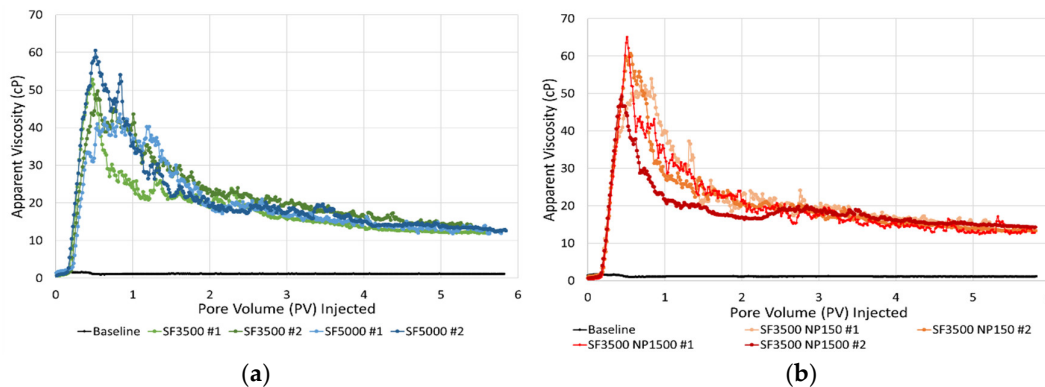 70
60
50
40
30
20
10
0
Apparent Viscosity (cP)
0 1 2 3 4 5 6
Pore Volume (PV) Injected
Baseline SF3500 #1 SF3500 #2 SF5000 #1 SF5000 #2
(a)
70
60
50
40
30
20
10
0
Apparent Viscosity (cP)
0 1 2 3 4 5
Pore Volume (PV) Injected
Baseline SF3500 NP150 #1 SF3500 NP150 #2
SF3500 NP1500 #1 SF3500 NP1500 #2
(b)